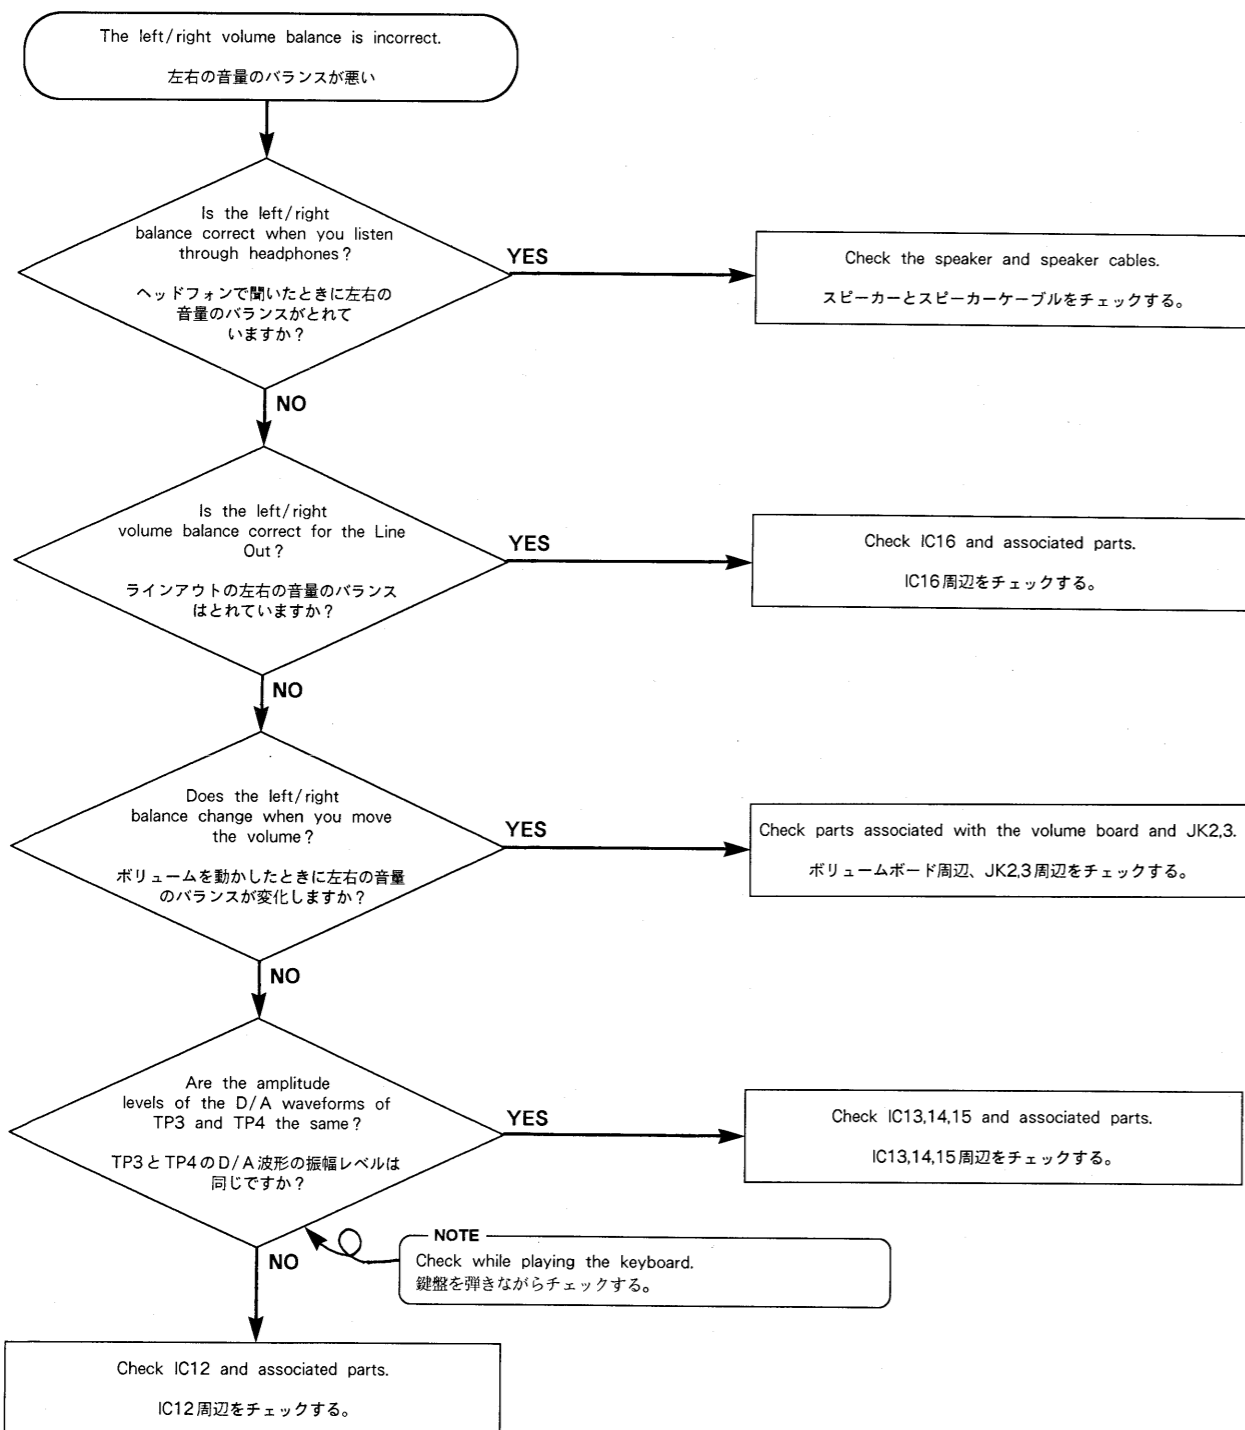 The left/right volume balance is incorrect.
左右の音量のバランスが悪い
Is the left/right
balance correct when you listen
through headphones?
ヘッドフォンで聞いたときに左右の
音量のバランスがとれて
いますか？
YES
Check the speaker and speaker cables.
スピーカーとスピーカーケーブルをチェックする。
NO
Is the left/right
volume balance correct for the Line
Out?
ラインアウトの左右の音量のバランス
はとれていますか？
YES
Check IC16 and associated parts.
IC16周辺をチェックする。
NO
Does the left/right
balance change when you move
the volume?
ボリュームを動かしたときに左右の音量
のバランスが変化しますか？
YES
Check parts associated with the volume board and JK2,3.
ボリュームボード周辺、JK2,3周辺をチェックする。
NO
Are the amplitude
levels of the D/A waveforms of
TP3 and TP4 the same?
TP3とTP4のD/A波形の振幅レベルは
同じですか？
YES
Check IC13,14,15 and associated parts.
IC13,14,15周辺をチェックする。
NO
NOTE
Check while playing the keyboard.
鍵盤を弾きながらチェックする。
Check IC12 and associated parts.
IC12周辺をチェックする。